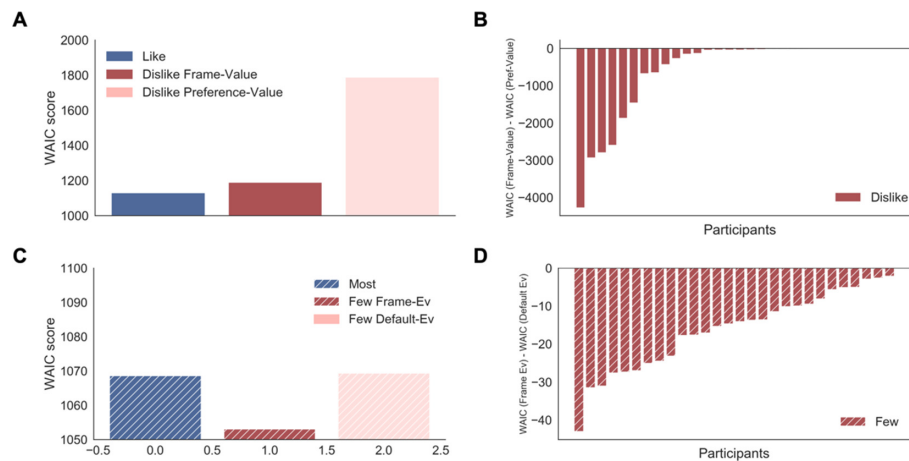 A
WAIC score
2000
1800
1600
1400
1200
1000
Like
Dislike Frame-Value
Dislike Preference-Value
B
WAIC (Frame-Value) - WAIC (Pref-Value)
0
−1000
−2000
−3000
−4000
Dislike
Participants
C
WAIC score
1100
1090
1080
1070
1060
1050
Most
Few Frame-Ev
Few Default-Ev
−0.5 0.0 0.5 1.0 1.5 2.0 2.5
D
WAIC (Frame Ev) - WAIC (Default Ev)
0
−10
−20
−30
−40
Few
Participants